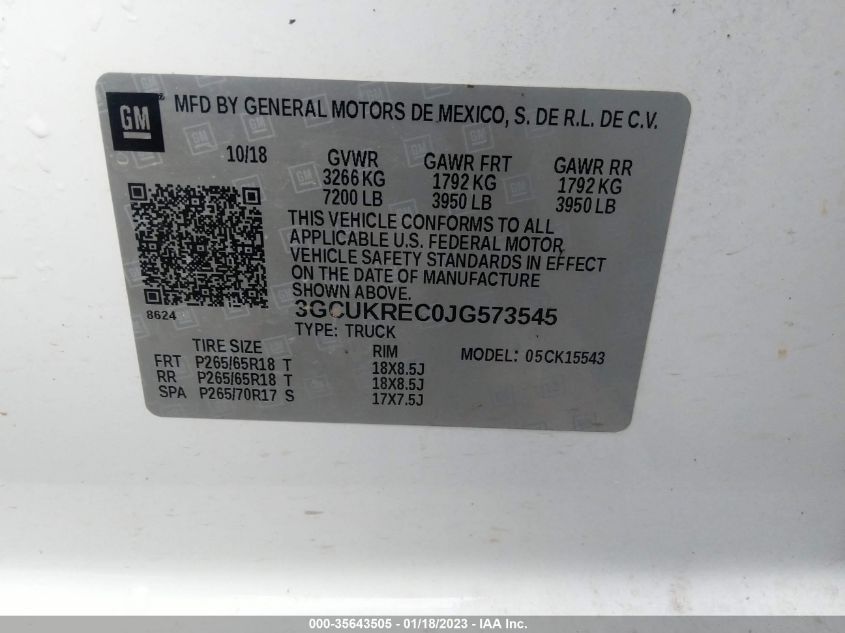 GM
MFD BY GENERAL MOTORS DE MEXICO, S. DE R.L. DE C.V.
10/18 GVWR GAWR FRT GAWR RR
3266 KG 1792 KG 1792 KG
7200 LB 3950 LB 3950 LB
THIS VEHICLE CONFORMS TO ALL
APPLICABLE U.S. FEDERAL MOTOR
VEHICLE SAFETY STANDARDS IN EFFECT
ON THE DATE OF MANUFACTURE
SHOWN ABOVE.
8624
3GCUKREC0JG573545
TYPE: TRUCK
TIRE SIZE RIM MODEL: 05CK15543
FRT P265/65R18 T 18X8.5J
RR P265/65R18 T 18X8.5J
SPA P265/70R17 S 17X7.5J
000-35643505 - 01/18/2023 - IAA Inc.